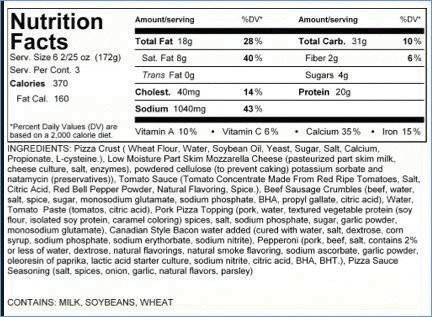 Nutrition
Facts
Serv. Size 6 2/25 oz (172g)
Serv. Per Cont. 3
Calories 370
Fat Cal. 160
*Percent Daily Values (DV) are
based on a 2,000 calorie diet.
Amount/serving %DV* Amount/serving %DV*
Total Fat 18g 28% Total Carb. 31g 10%
Sat. Fat 8g 40% Fiber 2g 6%
Trans Fat 0g Sugars 4g
Cholest. 40mg 14% Protein 20g
Sodium 1040mg 43%
Vitamin A 10% • Vitamin C 6% • Calcium 35% • Iron 15%
INGREDIENTS: Pizza Crust ( Wheat Flour, Water, Soybean Oil, Yeast, Sugar, Salt, Calcium,
Propionate, L-cysteine.), Low Moisture Part Skim Mozzarella Cheese (pasteurized part skim milk,
cheese culture, salt, enzymes), powdered cellulose (to prevent caking) potassium sorbate and
natamycin (preservatives)), Tomato Sauce (Tomato Concentrate Made From Red Ripe Tomatoes, Salt,
Citric Acid, Red Bell Pepper Powder, Natural Flavoring, Spice.), Beef Sausage Crumbles (beef, water,
salt, spice, sugar, monosodium glutamate, sodium phosphate, BHA, propyl gallate, citric acid), Water,
Tomato Paste (tomatos, citric acid), Pork Pizza Topping (pork, water, textured vegetable protein (soy
flour, isolated soy protein, caramel coloring) spices, salt, sodium phosphate, sugar, garlic powder,
monosodium glutamate), Canadian Style Bacon water added (cured with water, salt, dextrose, corn
syrup, sodium phosphate, sodium erythorbate, sodium nitrite), Pepperoni (pork, beef, salt, contains 2%
or less of water, dextrose, natural flavorings, natural smoke flavoring, sodium ascorbate, garlic powder,
oleoresin of paprika, lactic acid starter culture, sodium nitrite, citric acid, BHA, BHT.), Pizza Sauce
Seasoning (salt, spices, onion, garlic, natural flavors, parsley)
CONTAINS: MILK, SOYBEANS, WHEAT